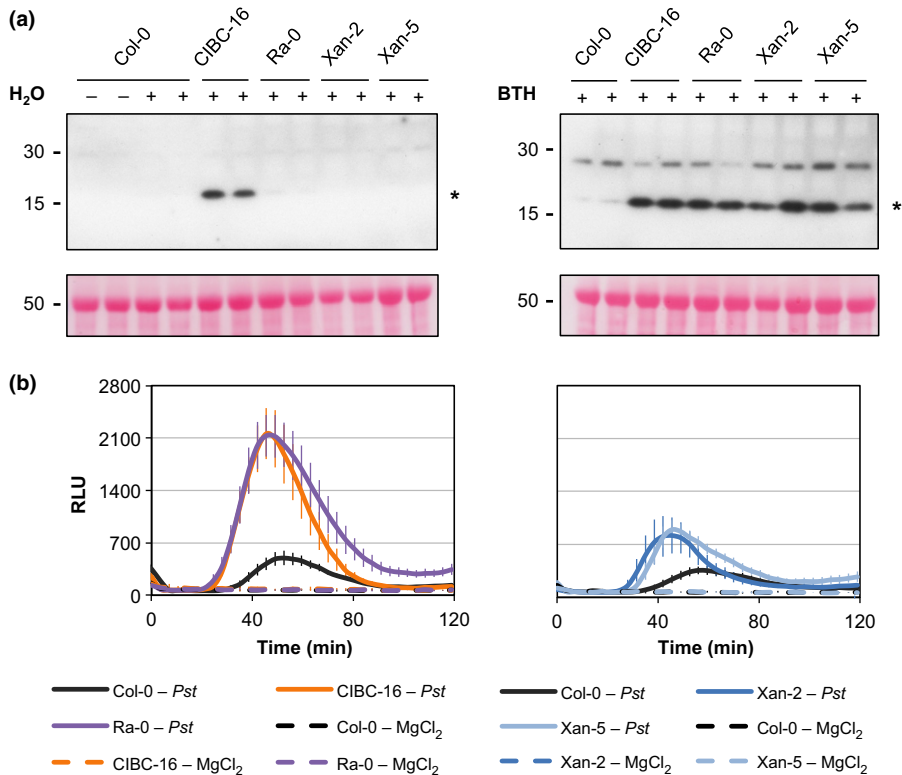 (a)
Col-0 CIBC-16 Ra-0 Xan-2 Xan-5
H₂O – – + + + + + + + + + +
30 -
15 -
*
50 -
Col-0 CIBC-16 Ra-0 Xan-2 Xan-5
BTH + + + + + + + + + +
30 -
15 -
*
50 -
(b)
RLU
2800
2100
1400
700
0
0 40 80 120
Time (min)
0 40 80 120
Time (min)
Col-0 – Pst CIBC-16 – Pst
Ra-0 – Pst Col-0 – MgCl₂
CIBC-16 – MgCl₂ Ra-0 – MgCl₂
Col-0 – Pst Xan-2 – Pst
Xan-5 – Pst Col-0 – MgCl₂
Xan-2 – MgCl₂ Xan-5 – MgCl₂